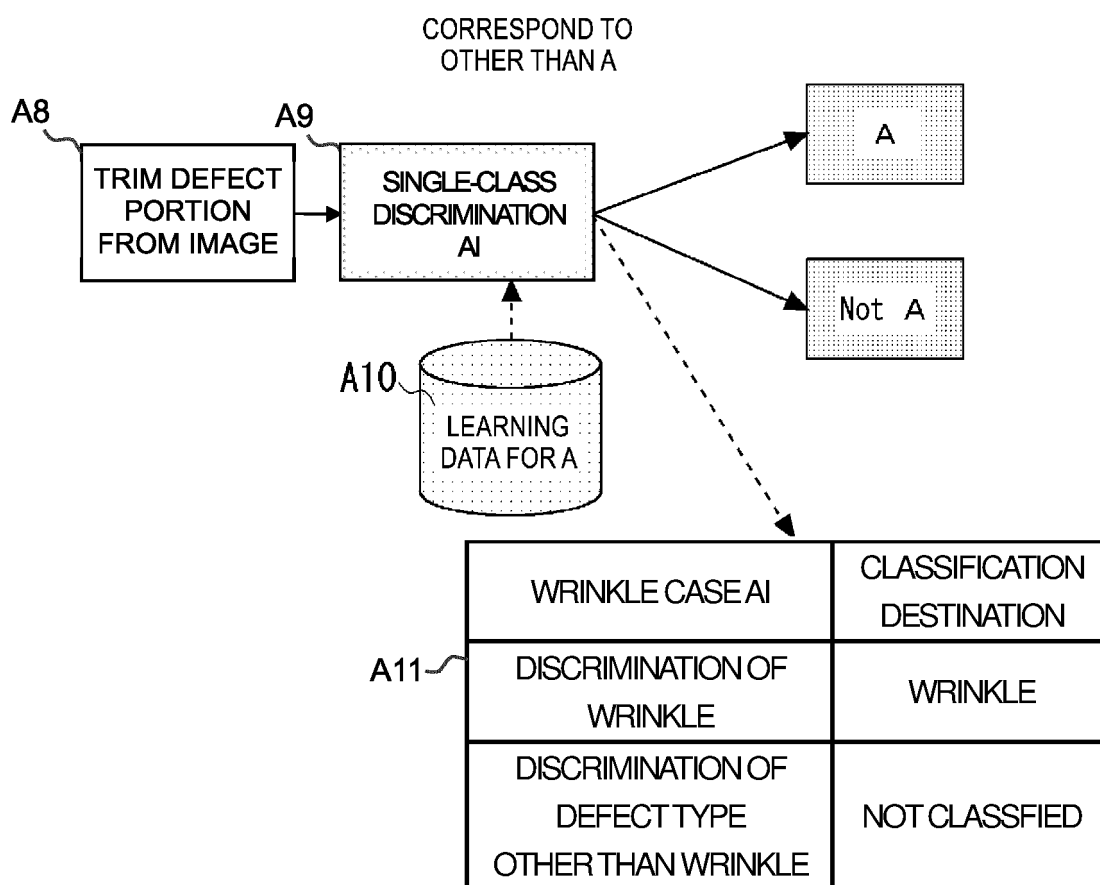 CORRESPOND TO
OTHER THAN A
A8
A9
TRIM DEFECT
PORTION
FROM IMAGE
SINGLE-CLASS
DISCRIMINATION
AI
A
Not A
A10
LEARNING
DATA FOR A
WRINKLE CASE AI
CLASSIFICATION
DESTINATION
A11
DISCRIMINATION OF
WRINKLE
WRINKLE
DISCRIMINATION OF
DEFECT TYPE
OTHER THAN WRINKLE
NOT CLASSFIED